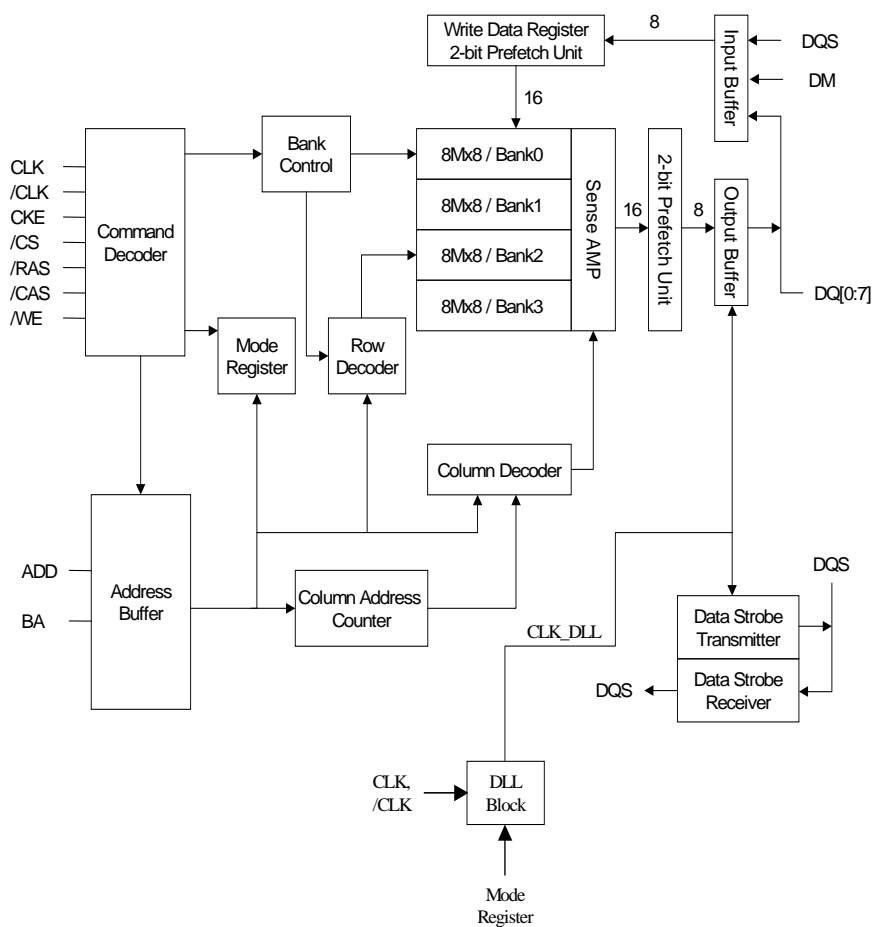 Write Data Register
2-bit Prefetch Unit
8
Input Buffer
DQS
DM
16
Bank
Control
8Mx8 / Bank0
8Mx8 / Bank1
8Mx8 / Bank2
8Mx8 / Bank3
Sense AMP
16
2-bit Prefetch Unit
8
Output Buffer
DQ[0:7]
CLK
/CLK
CKE
/CS
/RAS
/CAS
/WE
Command
Decoder
Mode
Register
Row
Decoder
Column Decoder
ADD
BA
Address
Buffer
Column Address
Counter
CLK_DLL
DQS
Data Strobe
Transmitter
Data Strobe
Receiver
DQS
CLK,
/CLK
DLL
Block
Mode
Register